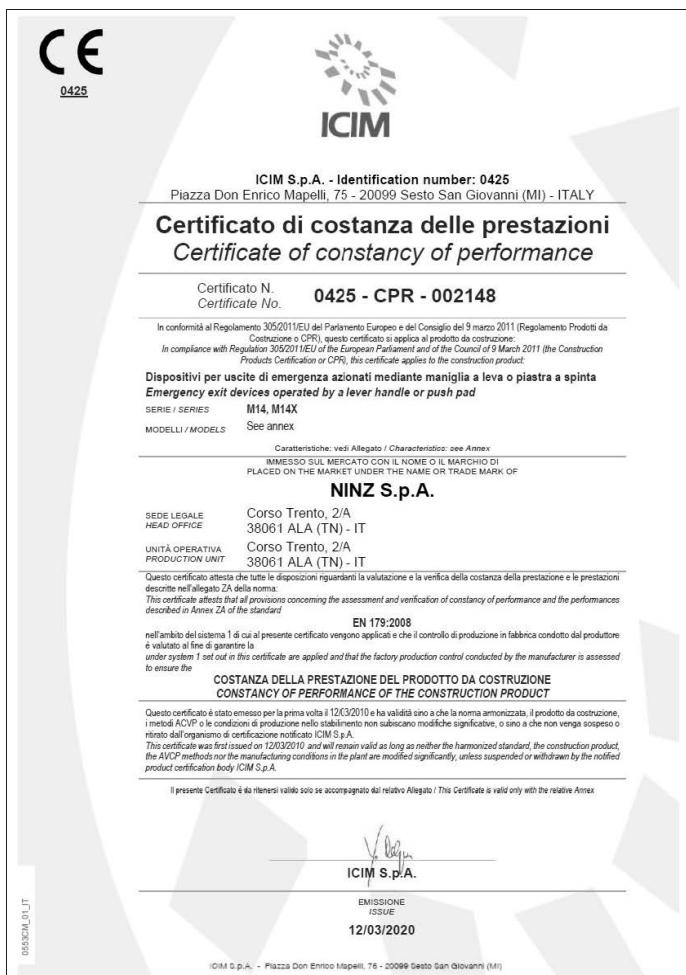 CE
0425
ICIM
ICIM S.p.A. - Identification number: 0425
Piazza Don Enrico Mapelli, 75 - 20099 Sesto San Giovanni (MI) - ITALY
Certificato di costanza delle prestazioni
Certificate of constancy of performance
Certificato N.
Certificate No.
0425 - CPR - 002148
In conformità al Regolamento 305/2011/EU del Parlamento Europeo e del Consiglio del 9 marzo 2011 (Regolamento Prodotti da
Costruzione o CPR), questo certificato si applica al prodotto da costruzione:
In compliance with Regulation 305/2011/EU of the European Parliament and of the Council of 9 March 2011 (the Construction
Products Certification or CPR), this certificate applies to the construction product:
Dispositivi per uscite di emergenza azionati mediante maniglia a leva o piastra a spinta
Emergency exit devices operated by a lever handle or push pad
SERIE / SERIES M14, M14X
MODELLI / MODELS See annex
Caratteristiche: vedi Allegato / Characteristics: see Annex
IMMESSO SUL MERCATO CON IL NOME O IL MARCHIO DI
PLACED ON THE MARKET UNDER THE NAME OR TRADE MARK OF
NINZ S.p.A.
SEDE LEGALE
HEAD OFFICE
Corso Trento, 2/A
38061 ALA (TN) - IT
UNITÀ OPERATIVA
PRODUCTION UNIT
Corso Trento, 2/A
38061 ALA (TN) - IT
Questo certificato attesta che tutte le disposizioni riguardanti la valutazione e la verifica della costanza della prestazione e le prestazioni
descritte nell'allegato ZA della norma:
This certificate attests that all provisions concerning the assessment and verification of constancy of performance and the performances
described in Annex ZA of the standard
EN 179:2008
nell'ambito del sistema 1 di cui al presente certificato vengono applicati e che il controllo di produzione in fabbrica condotto dal produttore
è valutato al fine di garantire la
under system 1 set out in this certificate are applied and that the factory production control conducted by the manufacturer is assessed
to ensure the
COSTANZA DELLA PRESTAZIONE DEL PRODOTTO DA COSTRUZIONE
CONSTANCY OF PERFORMANCE OF THE CONSTRUCTION PRODUCT
Questo certificato è stato emesso per la prima volta il 12/03/2010 e ha validità sino a che la norma armonizzata, il prodotto da costruzione,
i metodi ACVP o le condizioni di produzione nello stabilimento non subiscano modifiche significative, o sino a che non venga sospeso o
ritirato dall'organismo di certificazione notificato ICIM S.p.A.
This certificate was first issued on 12/03/2010 and will remain valid as long as neither the harmonized standard, the construction product,
the AVCP methods nor the manufacturing conditions in the plant are modified significantly, unless suspended or withdrawn by the notified
product certification body ICIM S.p.A.
Il presente Certificato è da ritenersi valido solo se accompagnato dal relativo Allegato / This Certificate is valid only with the relative Annex
ICIM S.p.A.
EMISSIONE
ISSUE
12/03/2020
0553CM_01_IT
ICIM S.p.A. - Piazza Don Enrico Mapelli, 75 - 20099 Sesto San Giovanni (MI)